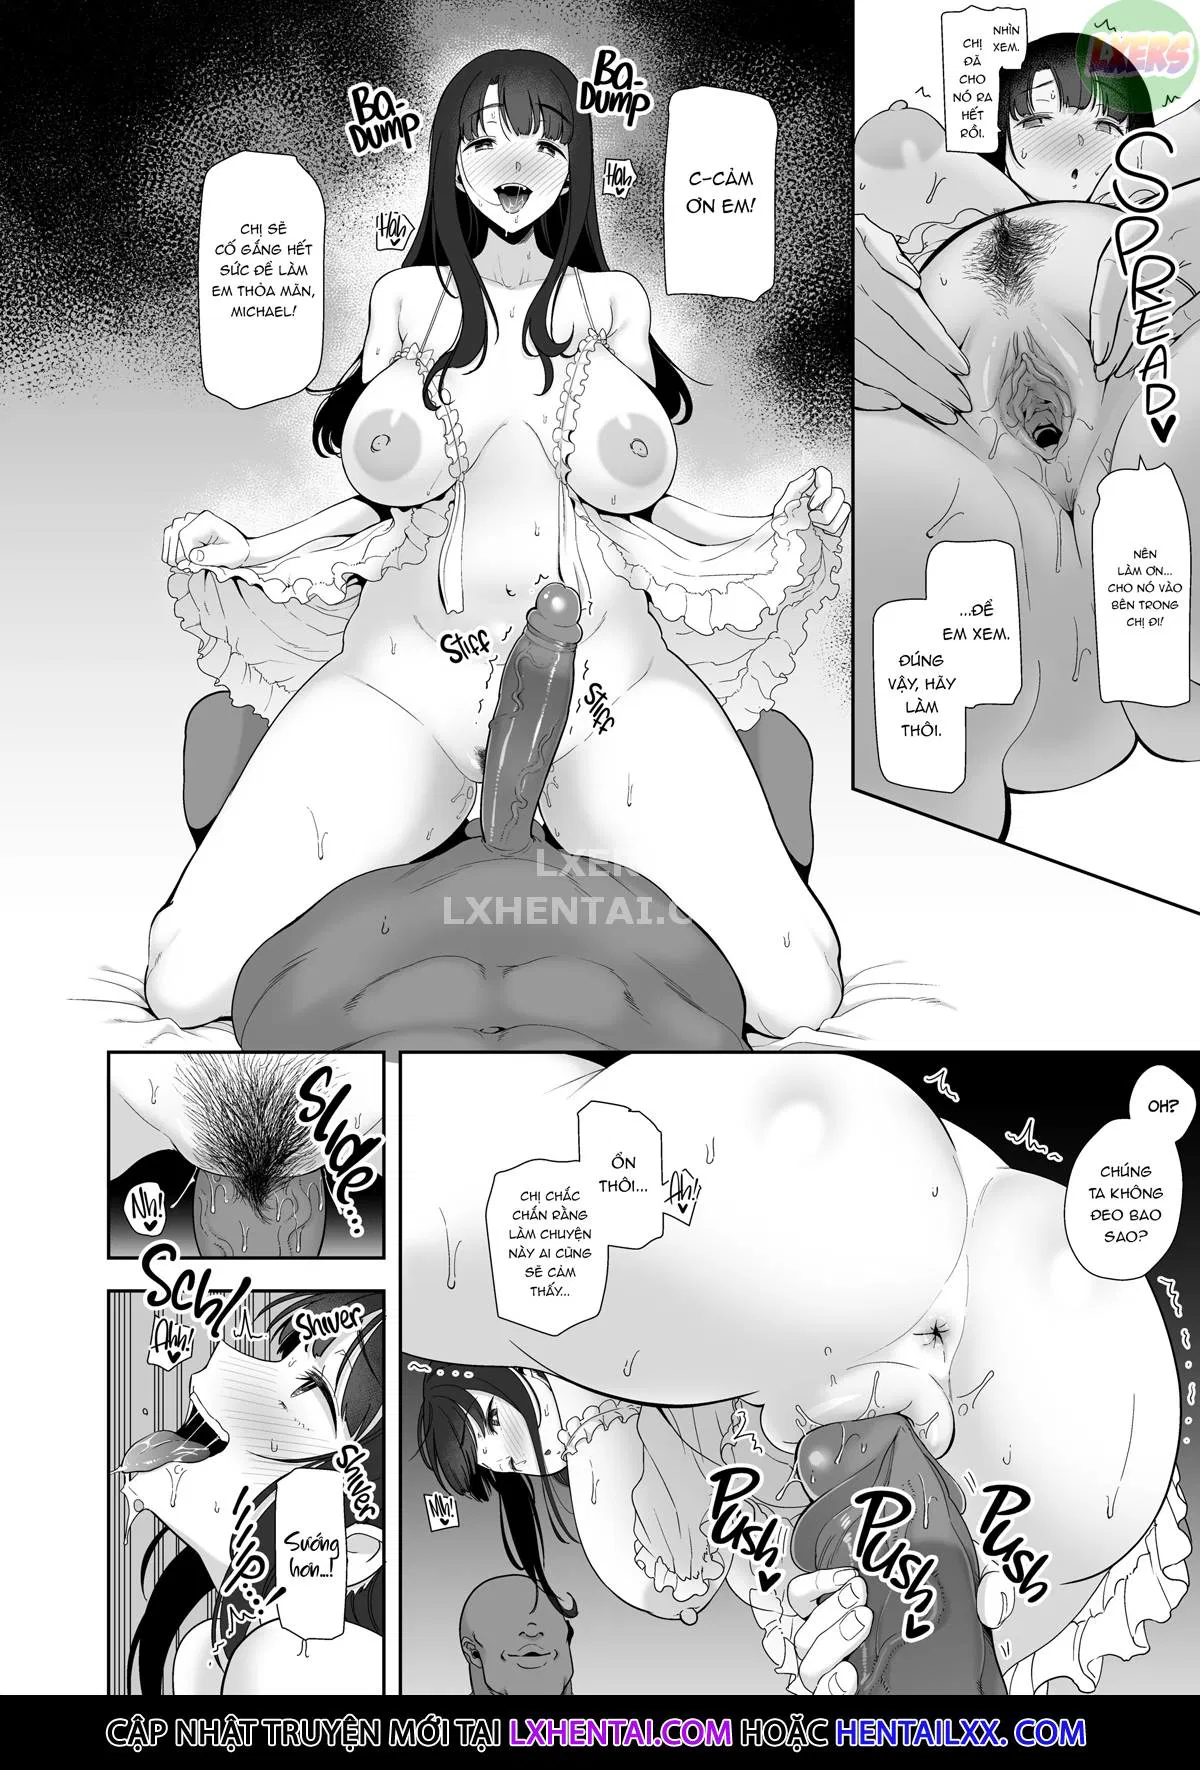 NHÌN
XEM.
CHỊ
ĐÃ
CHO
NÓ RA
HẾT
RỒI.
LXERS
SPREAD
NÊN
LÀM ƠN...
CHO NÓ VÀO
BÊN TRONG
CHỊ ĐI!
...ĐỂ
EM XEM.
ĐÚNG
VẬY, HÃY
LÀM
THÔI.
BA-
DUMP
BA-
DUMP
C-CẢM
ƠN EM!
Hah
Hah
CHỊ SẼ
CỐ GẮNG HẾT
SỨC ĐỂ LÀM
EM THỎA MÃN,
MICHAEL!
Stiff
Stiff
LXER
LXHENTAI.C
OH?
CHÚNG
TA KHÔNG
ĐEO BAO
SAO?
ỔN
THÔI...
Ah!
CHỊ CHẮC
CHẮN RẰNG
LÀM CHUYỆN
NÀY AI CŨNG
SẼ CẢM
THẤY...
Nh!
Push
Push
Push
Slide...
Nh!
Schl
Ahh!
Shiver
Shiver
...!
Sướng
hơn...!
CẬP NHẬT TRUYỆN MỚI TẠI LXHENTAI.COM HOẶC HENTAILXX. COM